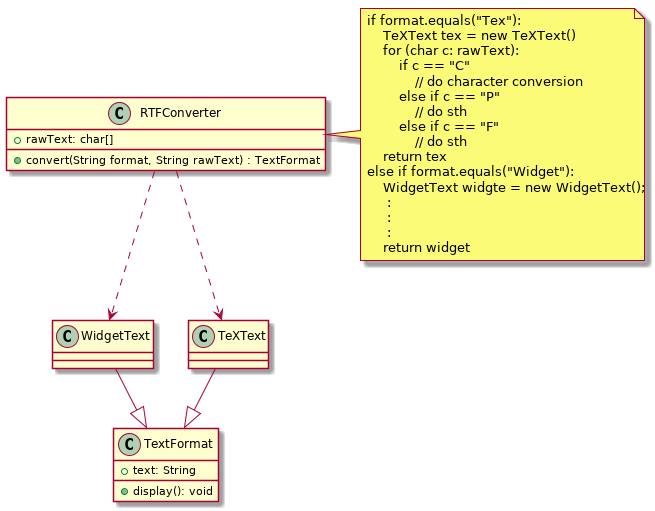 if format.equals("Tex"):
TeXText tex = new TeXText()
for (char c: rawText):
if c == "C"
// do character conversion
else if c == "P"
// do sth
else if c == "F"
// do sth
return tex
else if format.equals("Widget"):
WidgetText widgte = new WidgetText();
:
:
:
return widget
C RTFConverter
rawText: char[]
convert(String format, String rawText) : TextFormat
C WidgetText
C TeXText
C TextFormat
text: String
display(): void